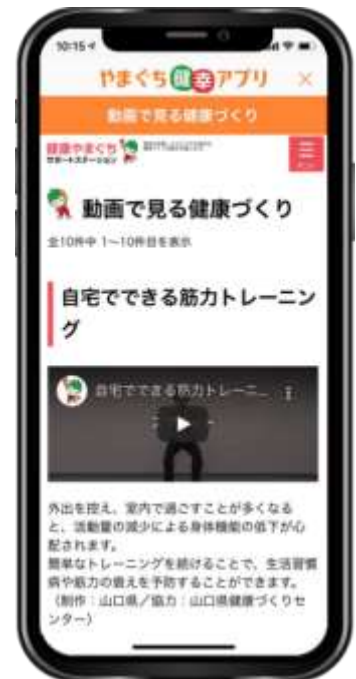 10:15
やまぐち健幸アプリ ×
動画で見る健康づくり
健康やまぐち
サポートステーション
動画で見る健康づくり
全10件中 1〜10件目を表示
自宅でできる筋力トレーニン
グ
自宅でできる筋力トレーニ...
外出を控え、室内で過ごすことが多くなる
と、活動量の減少による身体機能の低下が心
配されます。
簡単なトレーニングを続けることで、生活習慣
病や筋力の衰えを予防することができます。
(制作:山口県/協力:山口県健康づくりセ
ンター)